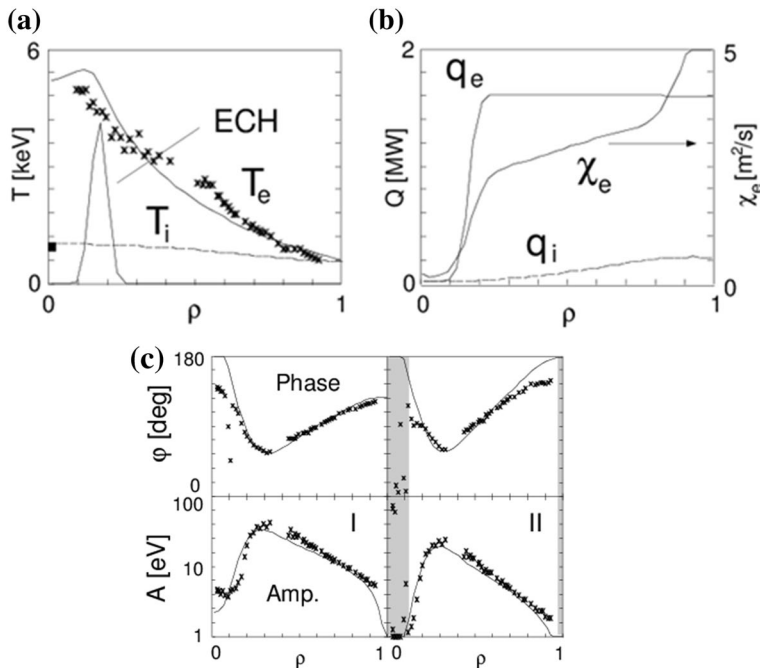 (a)
6
T [keV]
ECH
T_e
T_i
0
0
ρ
1
(b)
2
5
q_e
Q [MW]
χ_e
χ_e [m²/s]
q_i
0
0
0
ρ
1
(c)
180
Phase
φ [deg]
0
100
I
II
A [eV]
10
Amp.
1
0
ρ
1 0
ρ
1